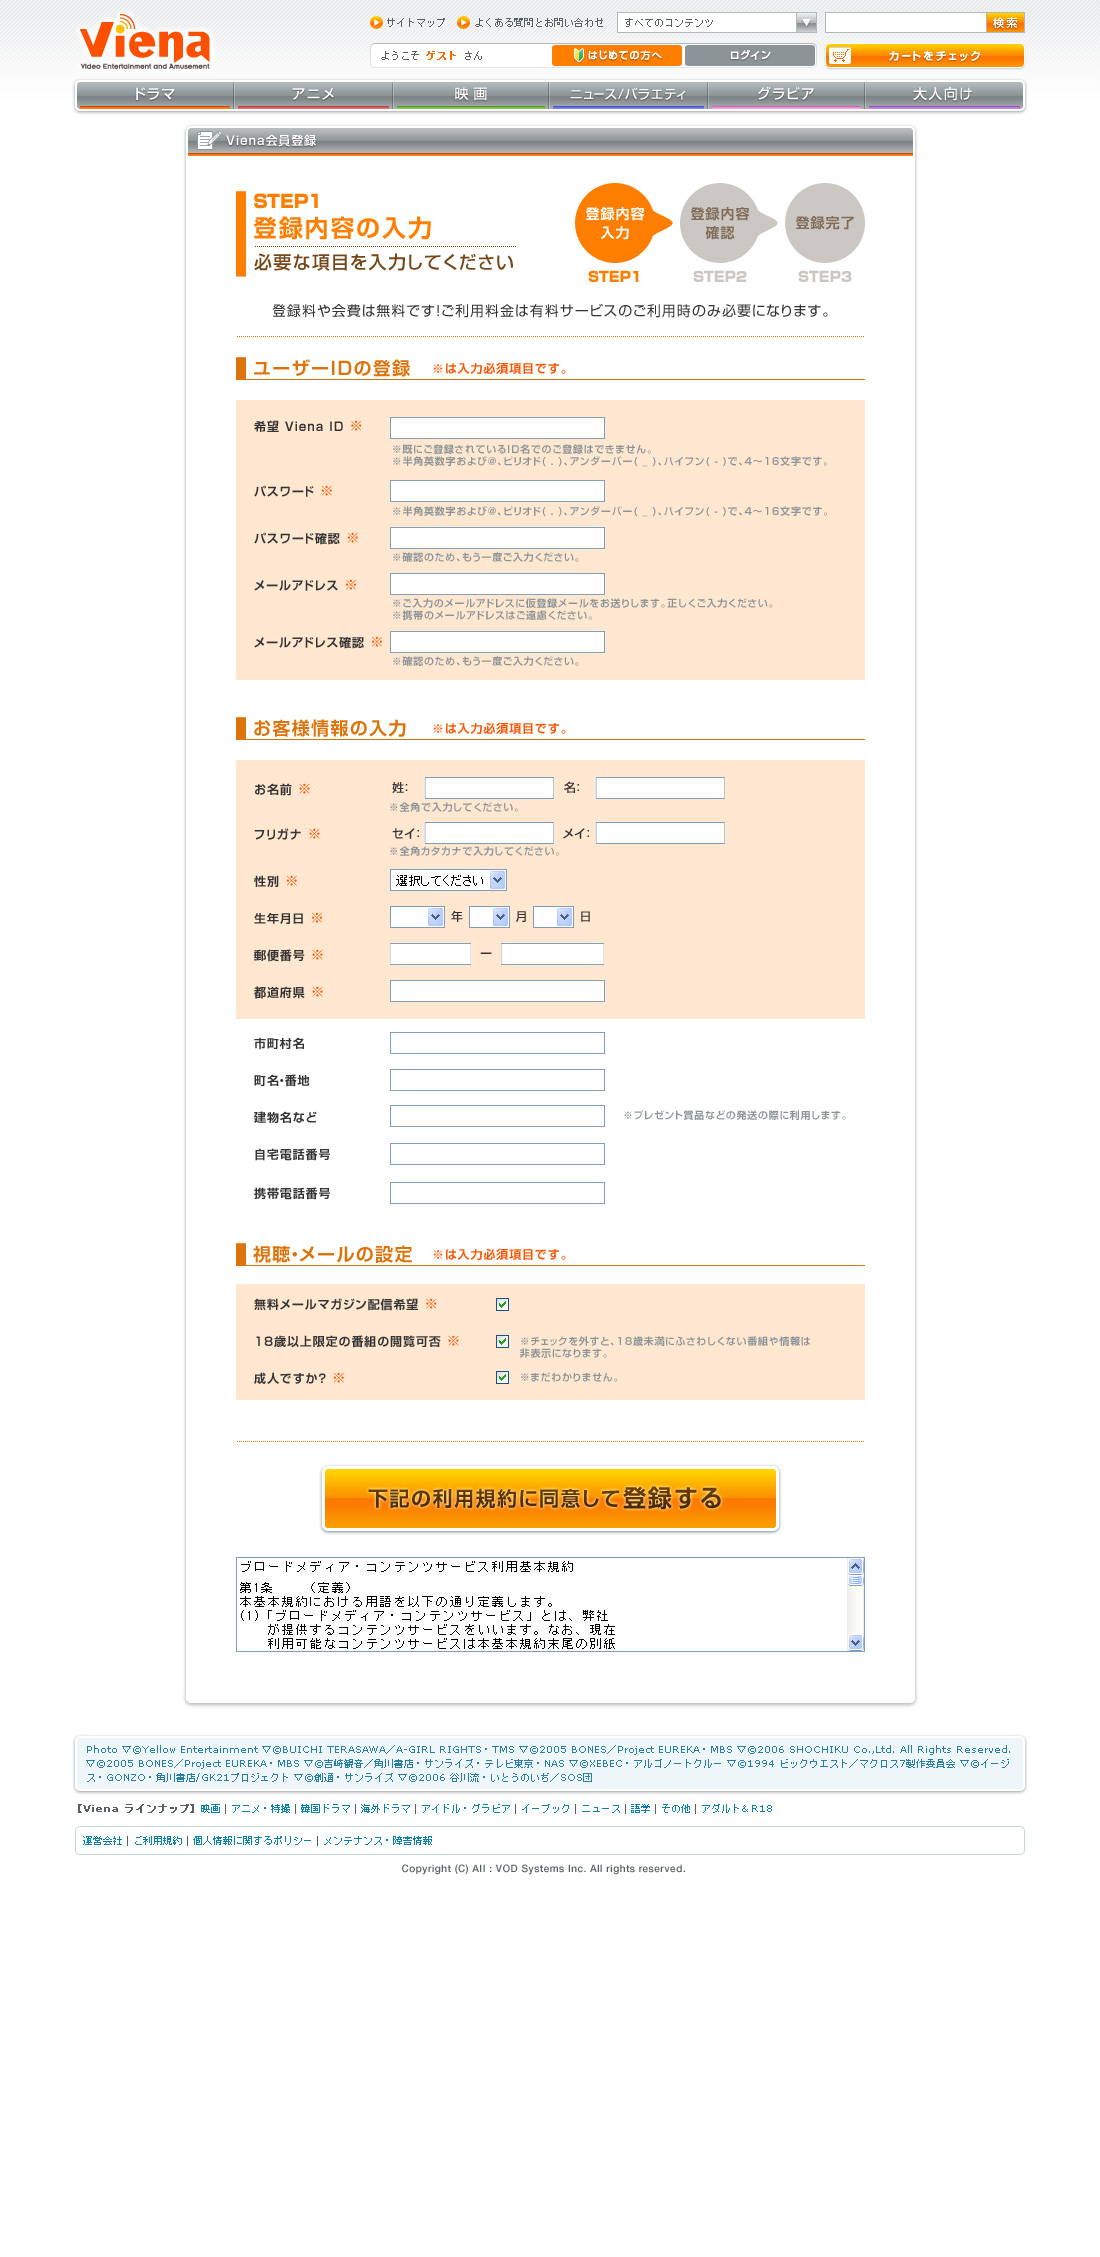 Viena
Video Entertainment and Amusement
サイトマップ よくある質問とお問い合わせ すべてのコンテンツ 検索
ようこそ ゲスト さん はじめての方へ ログイン カートをチェック
ドラマ アニメ 映画 ニュース/バラエティ グラビア 大人向け
Viena会員登録
STEP1
登録内容の入力
必要な項目を入力してください
登録内容入力 登録内容確認 登録完了
STEP1 STEP2 STEP3
登録料や会費は無料です!ご利用料金は有料サービスのご利用時のみ必要になります。
ユーザーIDの登録 ※は入力必須項目です。
希望 Viena ID ※
※既にご登録されているID名でのご登録はできません。
※半角英数字および@、ピリオド( . )、アンダーバー( _ )、ハイフン( - )で、4〜16文字です。
パスワード ※
※半角英数字および@、ピリオド( . )、アンダーバー( _ )、ハイフン( - )で、4〜16文字です。
パスワード確認 ※
※確認のため、もう一度ご入力ください。
メールアドレス ※
※ご入力のメールアドレスに仮登録メールをお送りします。正しくご入力ください。
※携帯のメールアドレスはご遠慮ください。
メールアドレス確認 ※
※確認のため、もう一度ご入力ください。
お客様情報の入力 ※は入力必須項目です。
お名前 ※ 姓: 名:
※全角で入力してください。
フリガナ ※ セイ: メイ:
※全角カタカナで入力してください。
性別 ※ 選択してください
生年月日 ※ 年 月 日
郵便番号 ※ ー
都道府県 ※
市町村名
町名・番地
建物名など ※プレゼント賞品などの発送の際に利用します。
自宅電話番号
携帯電話番号
視聴・メールの設定 ※は入力必須項目です。
無料メールマガジン配信希望 ※
18歳以上限定の番組の閲覧可否 ※ ※チェックを外すと、18歳未満にふさわしくない番組や情報は
非表示になります。
成人ですか? ※ ※まだわかりません。
下記の利用規約に同意して登録する
ブロードメディア・コンテンツサービス利用基本規約
第1条 (定義)
本基本規約における用語を以下の通り定義します。
(1)「ブロードメディア・コンテンツサービス」とは、弊社
が提供するコンテンツサービスをいいます。なお、現在
利用可能なコンテンツサービスは本基本規約末尾の別紙
Photo ▽©Yellow Entertainment ▽©BUICHI TERASAWA／A-GIRL RIGHTS・TMS ▽©2005 BONES／Project EUREKA・MBS ▽©2006 SHOCHIKU Co.,Ltd. All Rights Reserved.
▽©2005 BONES／Project EUREKA・MBS ▽©吉崎観音／角川書店・サンライズ・テレビ東京・NAS ▽©XEBEC・アルゴノートクルー ▽©1994 ビックウエスト／マクロス7製作委員会 ▽©イージ
ス・GONZO・角川書店/GK21プロジェクト ▽©創通・サンライズ ▽©2006 谷川流・いとうのいぢ／SOS団
【Viena ラインナップ】 映画 | アニメ・特撮 | 韓国ドラマ | 海外ドラマ | アイドル・グラビア | イーブック | ニュース | 語学 | その他 | アダルト＆R18
運営会社 | ご利用規約 | 個人情報に関するポリシー | メンテナンス・障害情報
Copyright (C) All : VOD Systems Inc. All rights reserved.